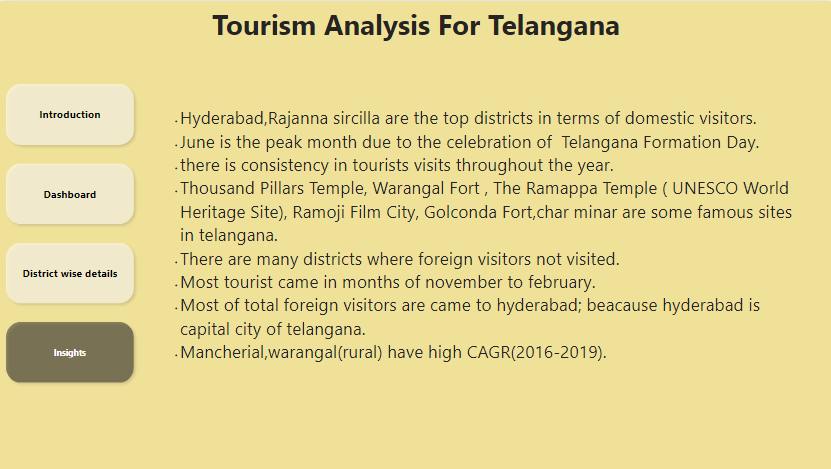 Tourism Analysis For Telangana
Introduction
Dashboard
District wise details
Insights
.Hyderabad,Rajanna sircilla are the top districts in terms of domestic visitors.
.June is the peak month due to the celebration of  Telangana Formation Day.
.there is consistency in tourists visits throughout the year.
.Thousand Pillars Temple, Warangal Fort , The Ramappa Temple ( UNESCO World
Heritage Site), Ramoji Film City, Golconda Fort,char minar are some famous sites
in telangana.
.There are many districts where foreign visitors not visited.
.Most tourist came in months of november to february.
.Most of total foreign visitors are came to hyderabad; beacause hyderabad is
capital city of telangana.
.Mancherial,warangal(rural) have high CAGR(2016-2019).